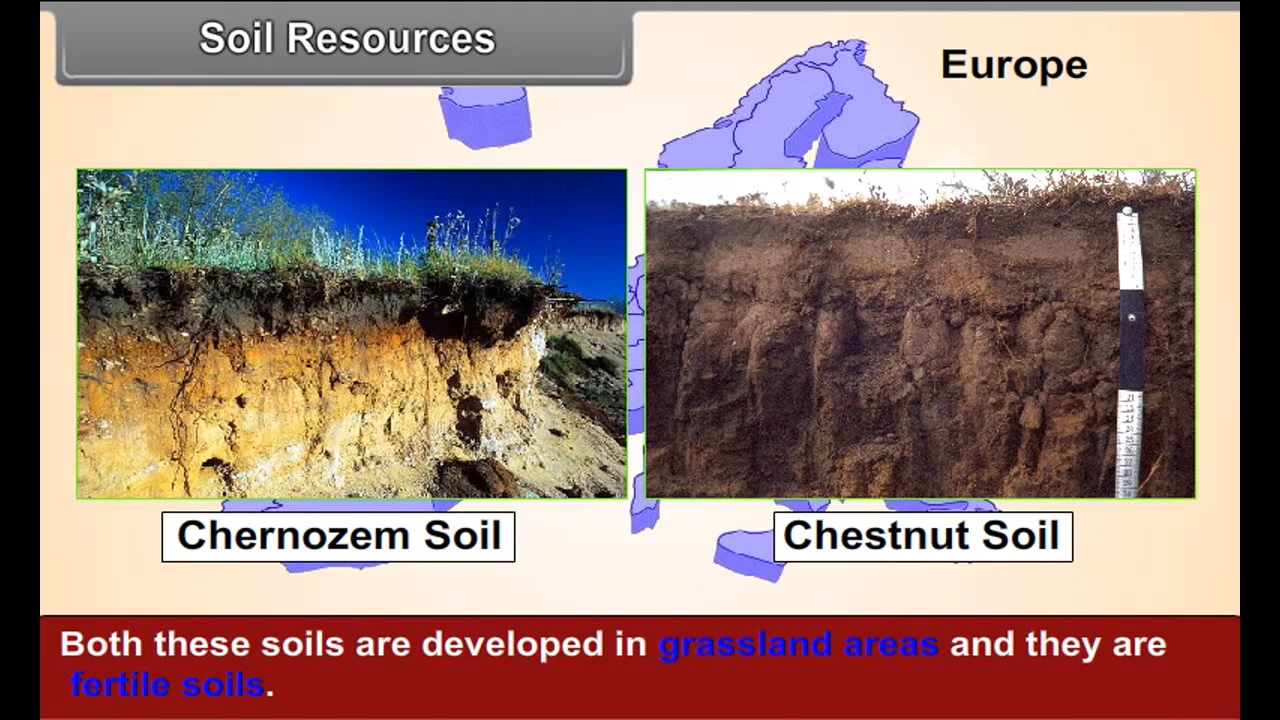 Soil Resources
Europe
Chernozem Soil
Chestnut Soil
Both these soils are developed in grassland areas and they are
fertile soils.